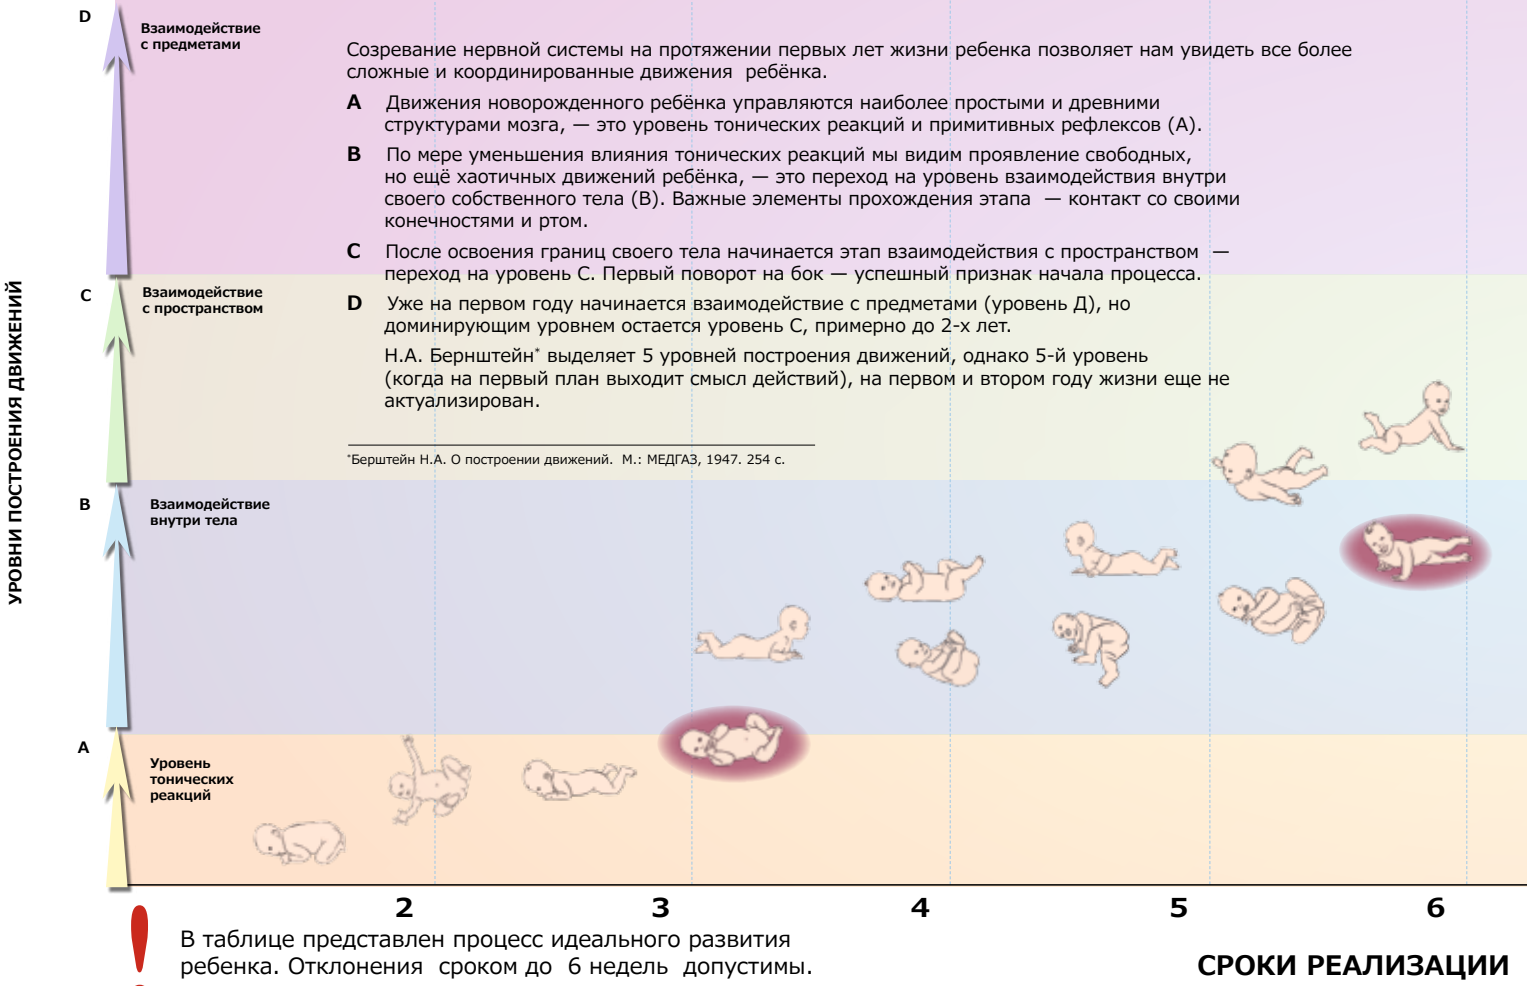 D
Взаимодействие
с предметами
Созревание нервной системы на протяжении первых лет жизни ребенка позволяет нам увидеть все более
сложные и координированные движения ребёнка.
A Движения новорожденного ребёнка управляются наиболее простыми и древними
структурами мозга, — это уровень тонических реакций и примитивных рефлексов (А).
B По мере уменьшения влияния тонических реакций мы видим проявление свободных,
но ещё хаотичных движений ребёнка, — это переход на уровень взаимодействия внутри
своего собственного тела (В). Важные элементы прохождения этапа — контакт со своими
конечностями и ртом.
C После освоения границ своего тела начинается этап взаимодействия с пространством —
переход на уровень С. Первый поворот на бок — успешный признак начала процесса.
D Уже на первом году начинается взаимодействие с предметами (уровень Д), но
доминирующим уровнем остается уровень С, примерно до 2-х лет.
Н.А. Бернштейн* выделяет 5 уровней построения движений, однако 5-й уровень
(когда на первый план выходит смысл действий), на первом и втором году жизни еще не
актуализирован.
*Берштейн Н.А. О построении движений. М.: МЕДГАЗ, 1947. 254 с.
C
Взаимодействие
с пространством
УРОВНИ ПОСТРОЕНИЯ ДВИЖЕНИЙ
B
Взаимодействие
внутри тела
A
Уровень
тонических
реакций
2 3 4 5 6
! В таблице представлен процесс идеального развития
ребенка. Отклонения сроком до 6 недель допустимы.
СРОКИ РЕАЛИЗАЦИИ